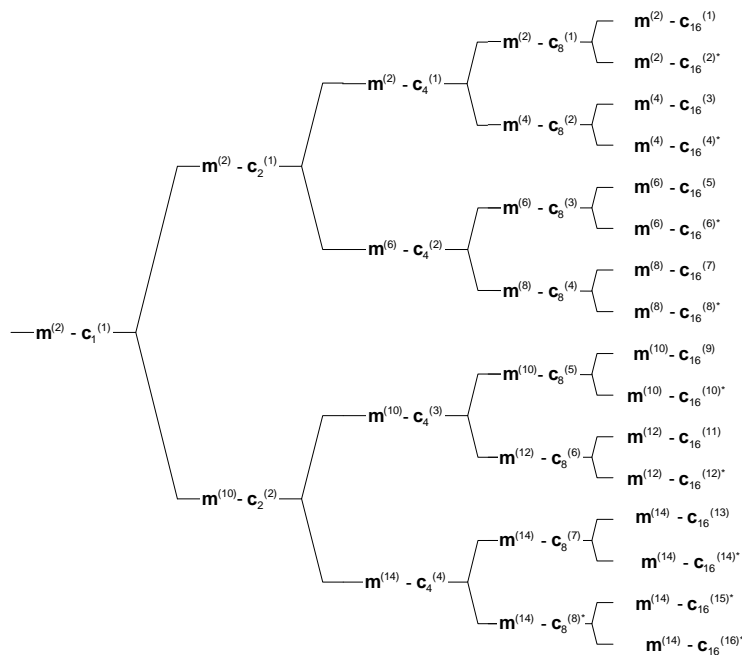 m(2) - c16(1)
m(2) - c8(1)
m(2) - c16(2)*
m(2) - c4(1)
m(4) - c16(3)
m(4) - c8(2)
m(4) - c16(4)*
m(2) - c2(1)
m(6) - c16(5)
m(6) - c8(3)
m(6) - c16(6)*
m(6) - c4(2)
m(8) - c16(7)
m(8) - c8(4)
m(8) - c16(8)*
m(2) - c1(1)
m(10) - c16(9)
m(10) - c8(5)
m(10) - c16(10)*
m(10) - c4(3)
m(12) - c16(11)
m(12) - c8(6)
m(12) - c16(12)*
m(10) - c2(2)
m(14) - c16(13)
m(14) - c8(7)
m(14) - c16(14)*
m(14) - c4(4)
m(14) - c16(15)*
m(14) - c8(8)*
m(14) - c16(16)*